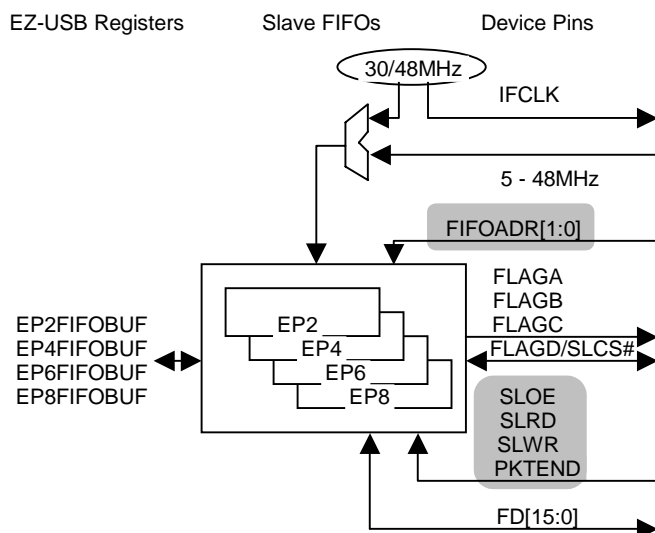 EZ-USB Registers
Slave FIFOs
Device Pins
30/48MHz
IFCLK
5 - 48MHz
FIFOADR[1:0]
FLAGA
FLAGB
FLAGC
FLAGD/SLCS#
EP2FIFOBUF
EP4FIFOBUF
EP6FIFOBUF
EP8FIFOBUF
EP2
EP4
EP6
EP8
SLOE
SLRD
SLWR
PKTEND
FD[15:0]